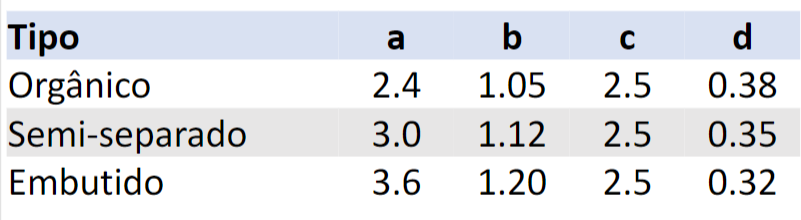 Tipo a b c d
Orgânico 2.4 1.05 2.5 0.38
Semi-separado 3.0 1.12 2.5 0.35
Embutido 3.6 1.20 2.5 0.32